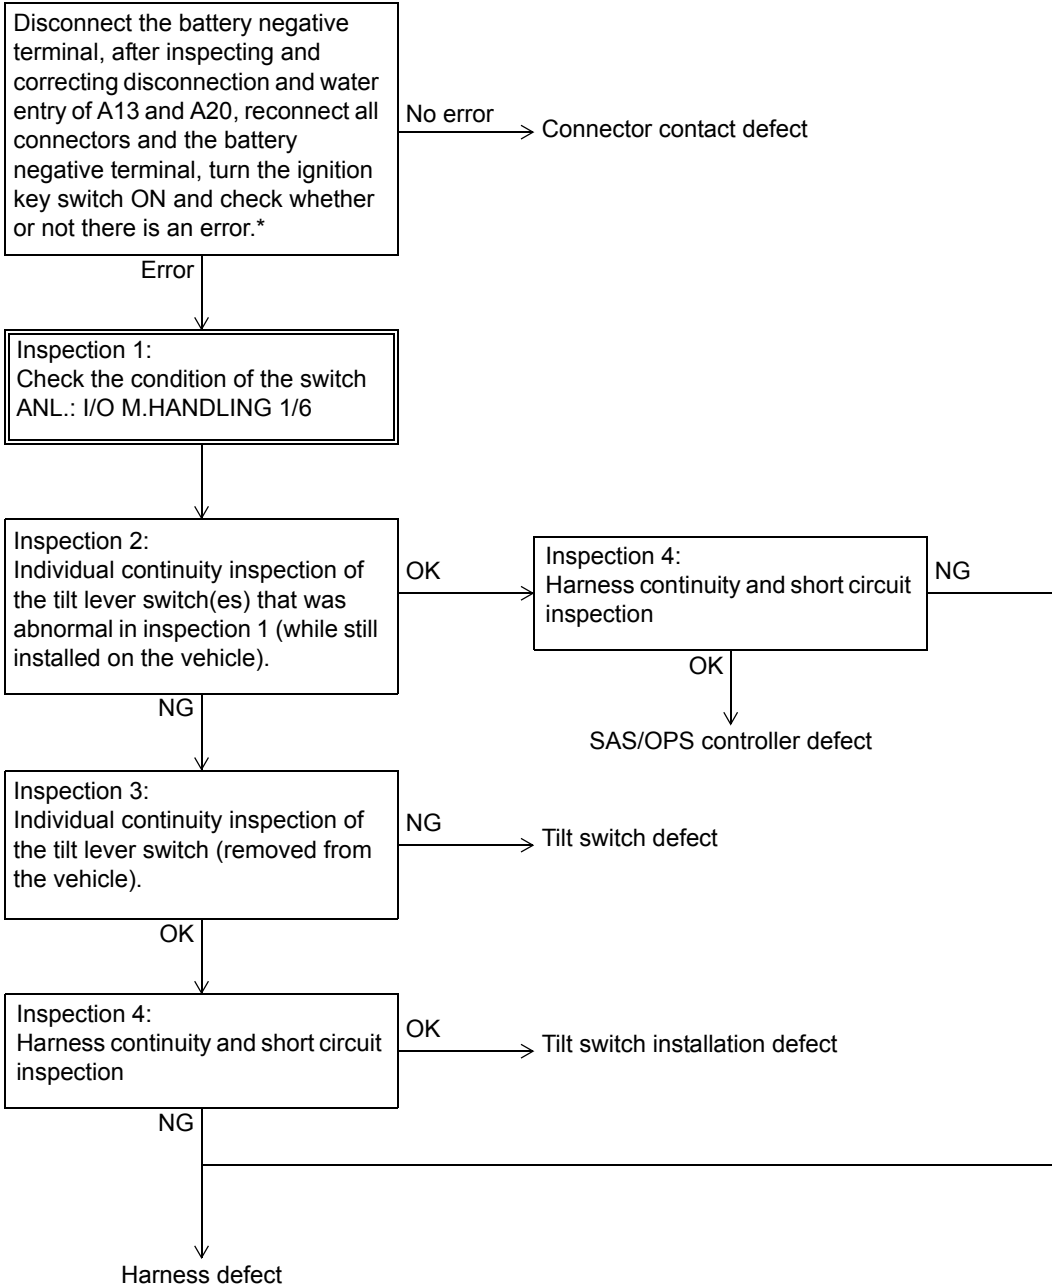 Disconnect the battery negative
terminal, after inspecting and
correcting disconnection and water
entry of A13 and A20, reconnect all
connectors and the battery
negative terminal, turn the ignition
key switch ON and check whether
or not there is an error.*
No error
Connector contact defect
Error
Inspection 1:
Check the condition of the switch
ANL.: I/O M.HANDLING 1/6
Inspection 2:
Individual continuity inspection of
the tilt lever switch(es) that was
abnormal in inspection 1 (while still
installed on the vehicle).
OK
Inspection 4:
Harness continuity and short circuit
inspection
NG
OK
SAS/OPS controller defect
NG
Inspection 3:
Individual continuity inspection of
the tilt lever switch (removed from
the vehicle).
NG
Tilt switch defect
OK
Inspection 4:
Harness continuity and short circuit
inspection
OK
Tilt switch installation defect
NG
Harness defect